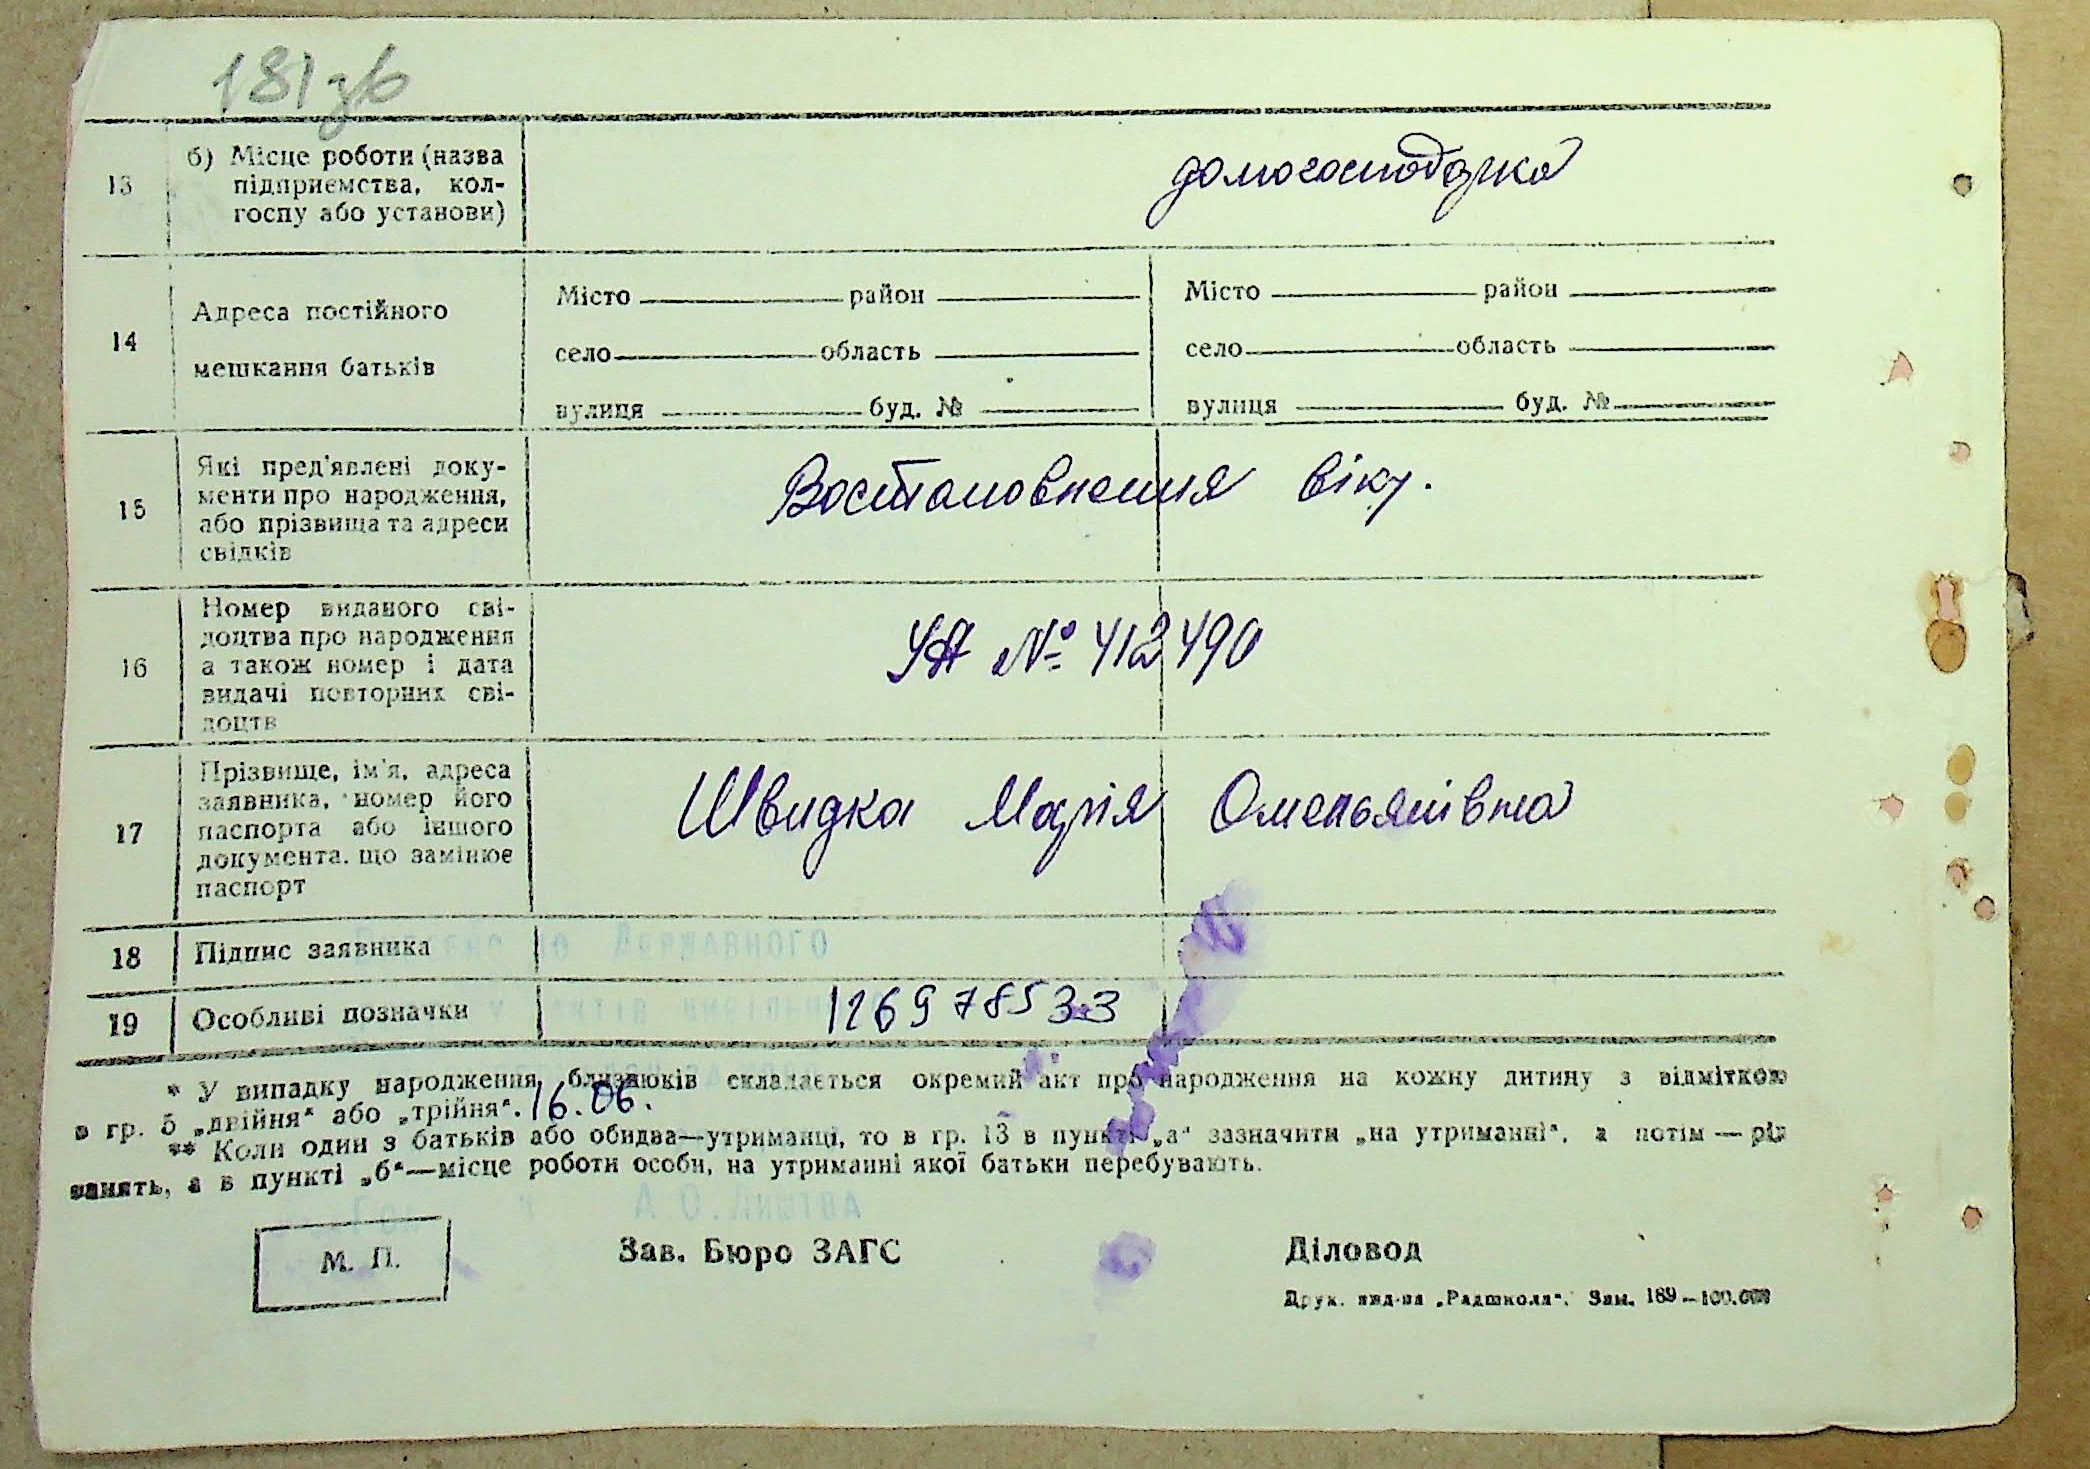 181 зв
13
б) Місце роботи (назва
підприємства, кол-
госпу або установи)
домогосподарка
14
Адреса постійного
мешкання батьків
Місто район
село область
вулиця буд. №
Місто район
село область
вулиця буд. №
15
Які пред'явлені доку-
менти про народження,
або прізвища та адреси
свідків
Востановнення віку.
16
Номер виданого сві-
доцтва про народження
а також номер і дата
видачі повторних сві-
доцтв
УА № 412490
17
Прізвище, ім'я, адреса
заявника, номер його
паспорта або іншого
документа, що замінює
паспорт
Швидка Марія Омельянівна
18
Підпис заявника
19
Особливі позначки
126978533
* У випадку народження близнюків складається окремий акт про народження на кожну дитину з відміткою
в гр. 5 „двійня" або „трійня".
16.06.
** Коли один з батьків або обидва—утриманці, то в гр. 13 в пункті „а" зазначити „на утриманні", а потім — рід
занять, а в пункті „б"—місце роботи особи, на утриманні якої батьки перебувають.
М. П.
Зав. Бюро ЗАГС
Діловод
Друк. вид-ва „Радшкола". Зам. 189—100.000